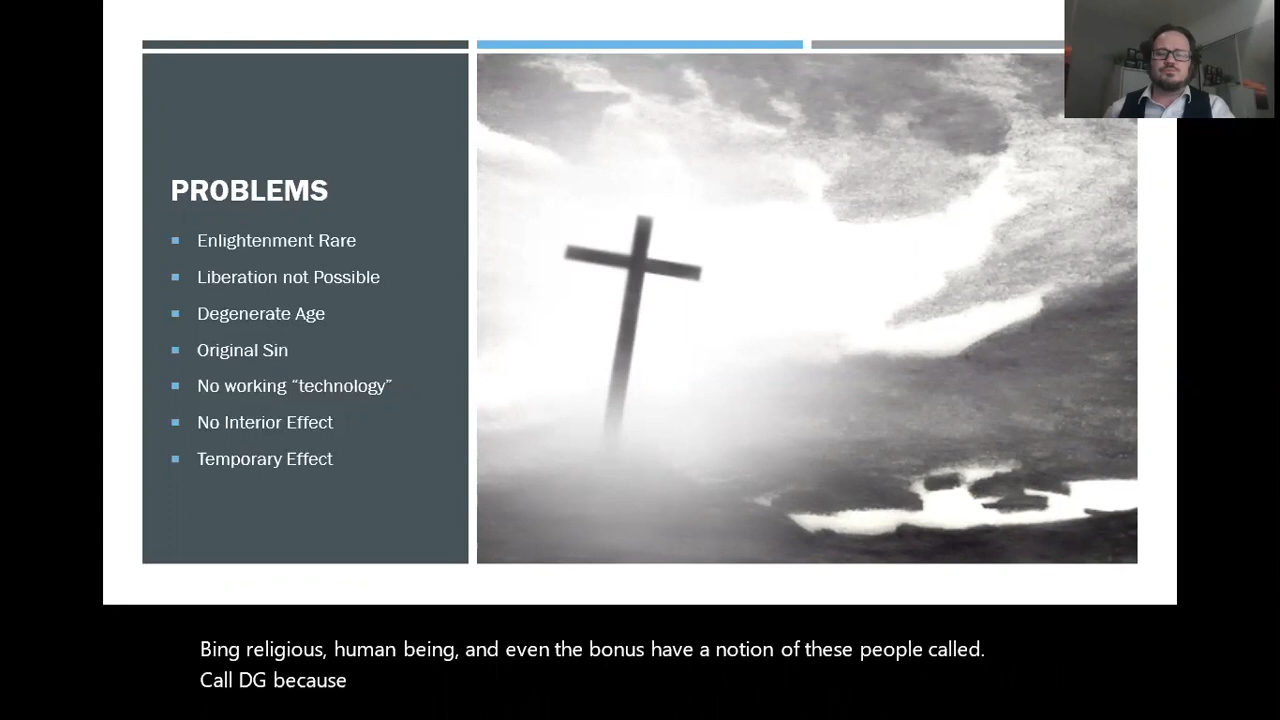 PROBLEMS
Enlightenment Rare
Liberation not Possible
Degenerate Age
Original Sin
No working “technology”
No Interior Effect
Temporary Effect
Bing religious, human being, and even the bonus have a notion of these people called.
Call DG because